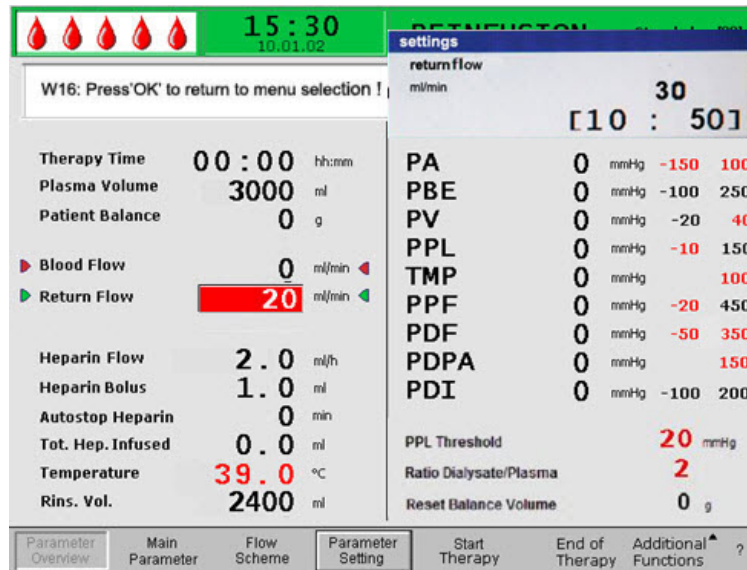 15:30
10.01.02
settings
return flow
ml/min 30
[10 : 50]
W16: Press'OK' to return to menu selection !
Therapy Time 00:00 hh:mm
Plasma Volume 3000 ml
Patient Balance 0 g
Blood Flow 0 ml/min
Return Flow 20 ml/min
Heparin Flow 2.0 ml/h
Heparin Bolus 1.0 ml
Autostop Heparin 0 min
Tot. Hep. Infused 0.0 ml
Temperature 39.0 °C
Rins. Vol. 2400 ml
PA 0 mmHg -150 100
PBE 0 mmHg -100 250
PV 0 mmHg -20 40
PPL 0 mmHg -10 150
TMP 0 mmHg 100
PPF 0 mmHg -20 450
PDF 0 mmHg -50 350
PDPA 0 mmHg 150
PDI 0 mmHg -100 200
PPL Threshold 20 mmHg
Ratio Dialysate/Plasma 2
Reset Balance Volume 0 g
Parameter Overview
Main Parameter
Flow Scheme
Parameter Setting
Start Therapy
End of Therapy
Additional Functions
?